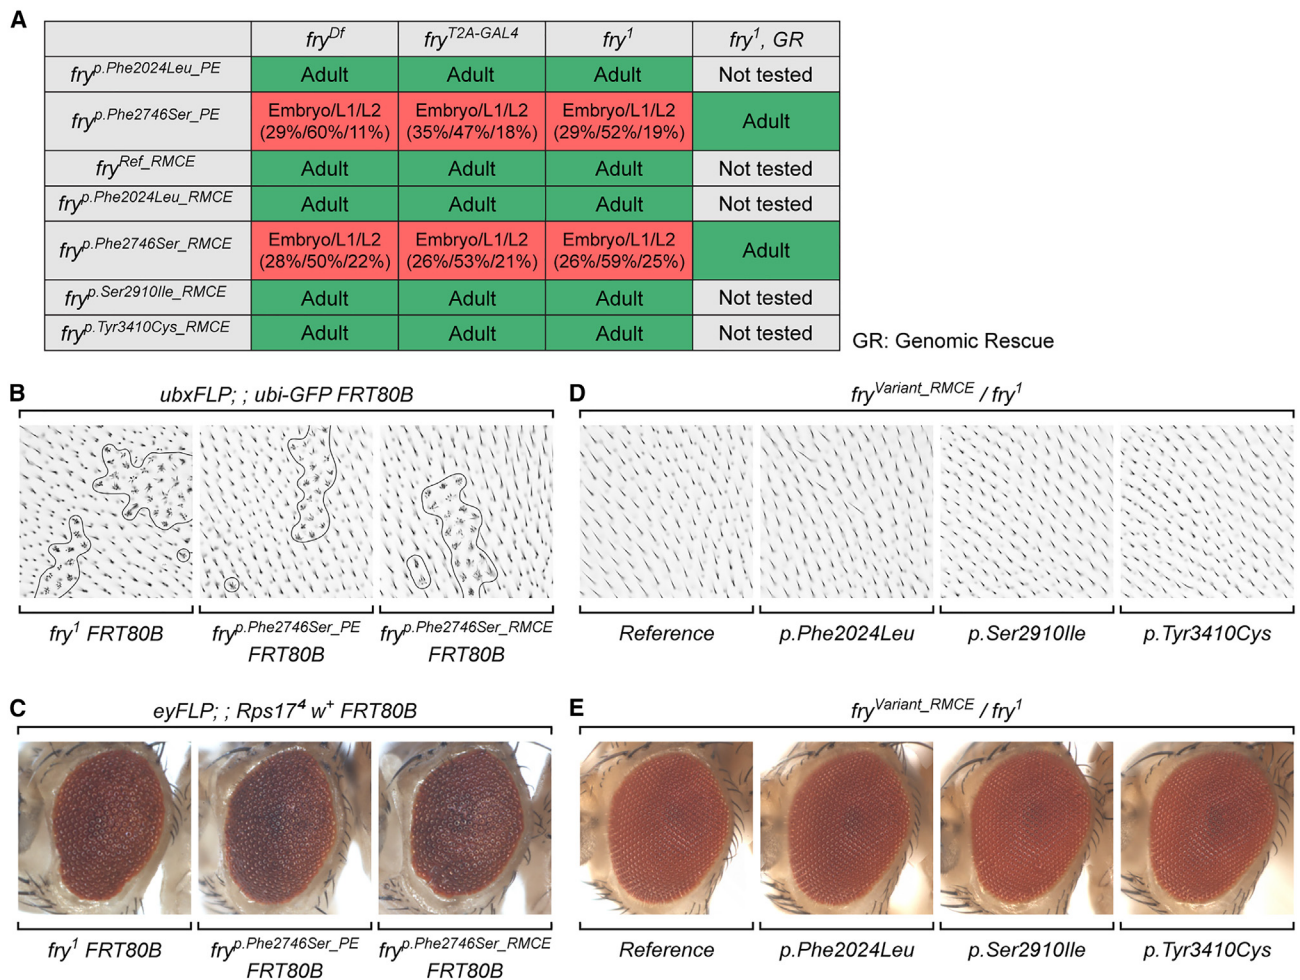 A
fry^Df fry^T2A-GAL4 fry^1 fry^1, GR
fry^p.Phe2024Leu_PE Adult Adult Adult Not tested
fry^p.Phe2746Ser_PE Embryo/L1/L2 (29%/60%/11%) Embryo/L1/L2 (35%/47%/18%) Embryo/L1/L2 (29%/52%/19%) Adult
fry^Ref_RMCE Adult Adult Adult Not tested
fry^p.Phe2024Leu_RMCE Adult Adult Adult Not tested
fry^p.Phe2746Ser_RMCE Embryo/L1/L2 (28%/50%/22%) Embryo/L1/L2 (26%/53%/21%) Embryo/L1/L2 (26%/59%/25%) Adult
fry^p.Ser2910Ile_RMCE Adult Adult Adult Not tested
fry^p.Tyr3410Cys_RMCE Adult Adult Adult Not tested
GR: Genomic Rescue
B
ubxFLP; ; ubi-GFP FRT80B
fry^1 FRT80B
fry^p.Phe2746Ser_PE
FRT80B
fry^p.Phe2746Ser_RMCE
FRT80B
D
fry^Variant_RMCE / fry^1
Reference p.Phe2024Leu p.Ser2910Ile p.Tyr3410Cys
C
eyFLP; ; Rps17^4 w^+ FRT80B
fry^1 FRT80B
fry^p.Phe2746Ser_PE
FRT80B
fry^p.Phe2746Ser_RMCE
FRT80B
E
fry^Variant_RMCE / fry^1
Reference p.Phe2024Leu p.Ser2910Ile p.Tyr3410Cys